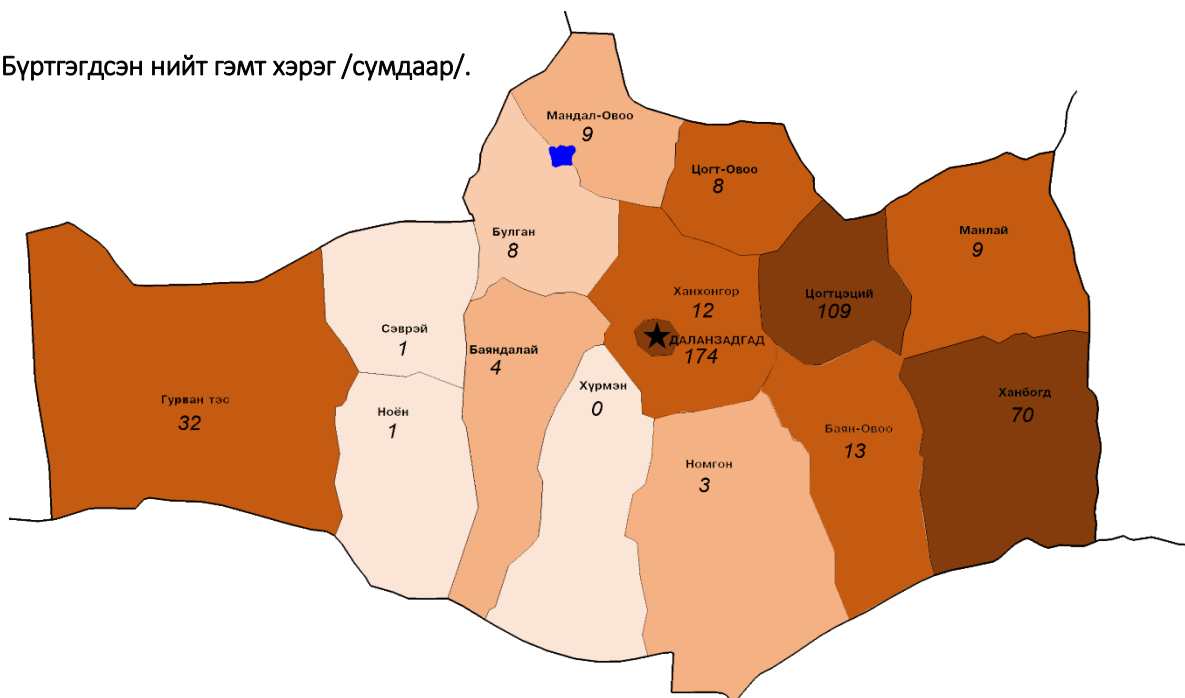 Бүртгэгдсэн нийт гэмт хэрэг /сумдаар/.
Мандал-Овоо
9
Цогт-Овоо
8
Булган
8
Манлай
9
Ханхонгор
12
Цогтцэций
109
Сэврэй
1
ДАЛАНЗАДГАД
174
Баяндалай
4
Хүрмэн
0
Гурван тэс
32
Ноён
1
Ханбогд
70
Баян-Овоо
13
Номгон
3